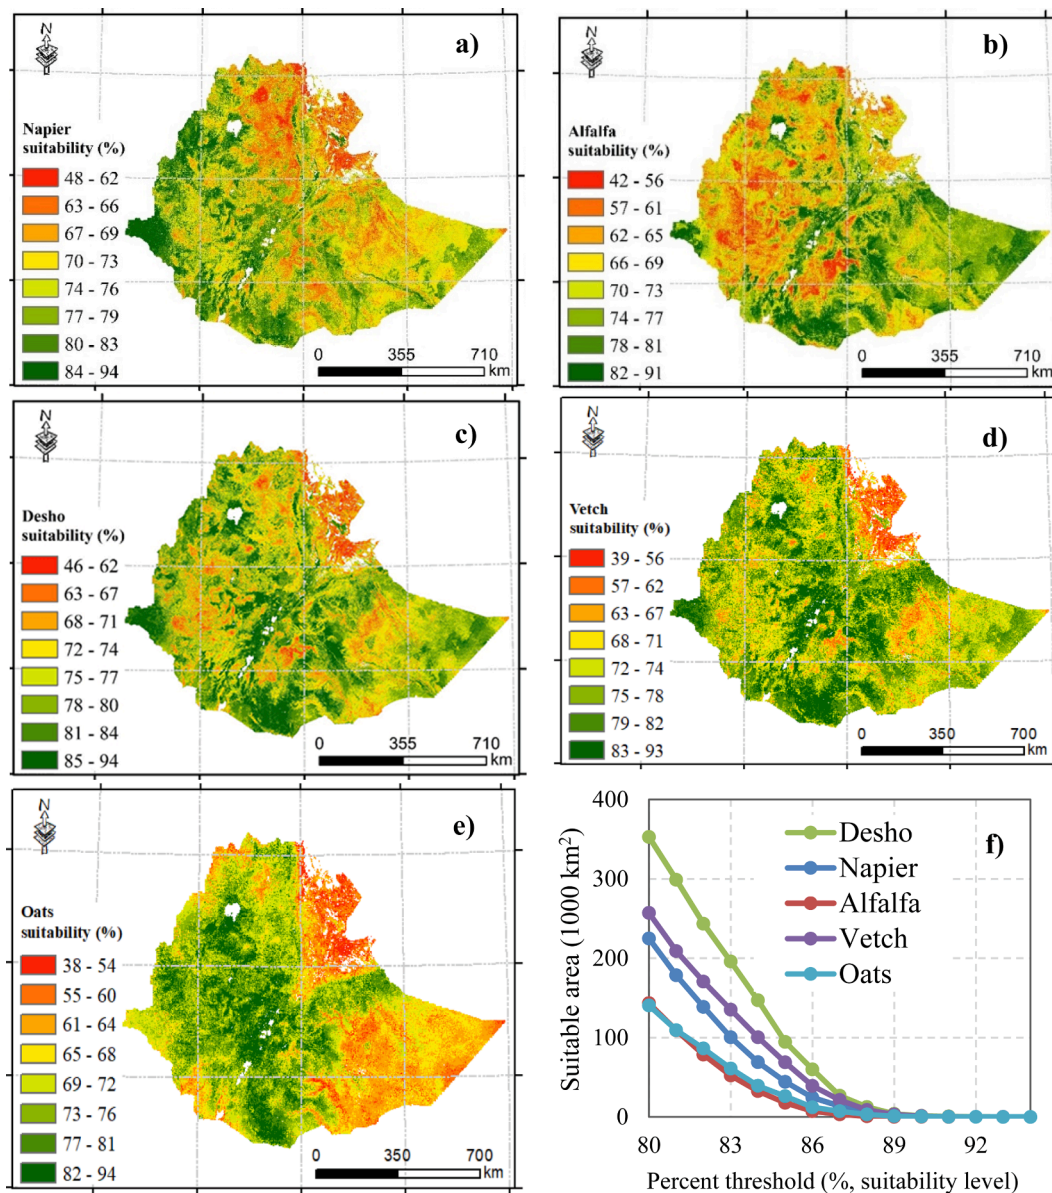 N
a)
Napier
suitability (%)
48 - 62
63 - 66
67 - 69
70 - 73
74 - 76
77 - 79
80 - 83
84 - 94
0 355 710
km
N
b)
Alfalfa
suitability (%)
42 - 56
57 - 61
62 - 65
66 - 69
70 - 73
74 - 77
78 - 81
82 - 91
0 355 710
km
N
c)
Desho
suitability (%)
46 - 62
63 - 67
68 - 71
72 - 74
75 - 77
78 - 80
81 - 84
85 - 94
0 355 710
km
N
d)
Vetch
suitability (%)
39 - 56
57 - 62
63 - 67
68 - 71
72 - 74
75 - 78
79 - 82
83 - 93
0 350 700
km
N
e)
Oats
suitability (%)
38 - 54
55 - 60
61 - 64
65 - 68
69 - 72
73 - 76
77 - 81
82 - 94
0 350 700
km
f)
Desho
Napier
Alfalfa
Vetch
Oats
Suitable area (1000 km²)
400
300
200
100
0
80 83 86 89 92
Percent threshold (%, suitability level)